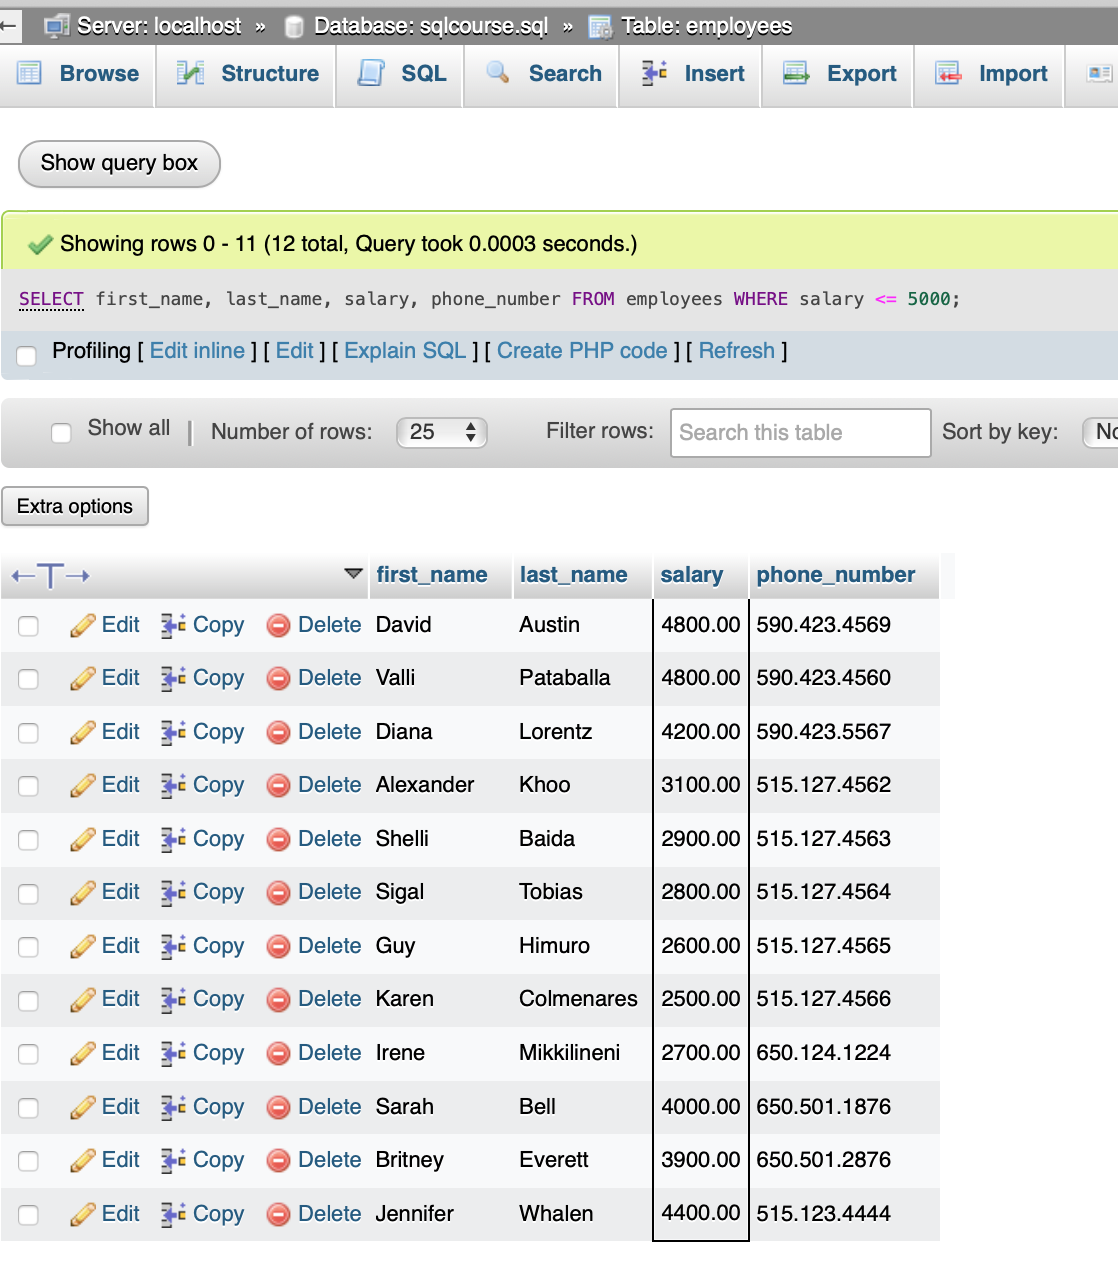 Server: localhost » Database: sqlcourse.sql » Table: employees
Browse Structure SQL Search Insert Export Import
Show query box
Showing rows 0 - 11 (12 total, Query took 0.0003 seconds.)
SELECT first_name, last_name, salary, phone_number FROM employees WHERE salary <= 5000;
Profiling [ Edit inline ] [ Edit ] [ Explain SQL ] [ Create PHP code ] [ Refresh ]
Show all | Number of rows: 25 Filter rows: Search this table Sort by key: No
Extra options
←T→ first_name last_name salary phone_number
Edit Copy Delete David Austin 4800.00 590.423.4569
Edit Copy Delete Valli Pataballa 4800.00 590.423.4560
Edit Copy Delete Diana Lorentz 4200.00 590.423.5567
Edit Copy Delete Alexander Khoo 3100.00 515.127.4562
Edit Copy Delete Shelli Baida 2900.00 515.127.4563
Edit Copy Delete Sigal Tobias 2800.00 515.127.4564
Edit Copy Delete Guy Himuro 2600.00 515.127.4565
Edit Copy Delete Karen Colmenares 2500.00 515.127.4566
Edit Copy Delete Irene Mikkilineni 2700.00 650.124.1224
Edit Copy Delete Sarah Bell 4000.00 650.501.1876
Edit Copy Delete Britney Everett 3900.00 650.501.2876
Edit Copy Delete Jennifer Whalen 4400.00 515.123.4444